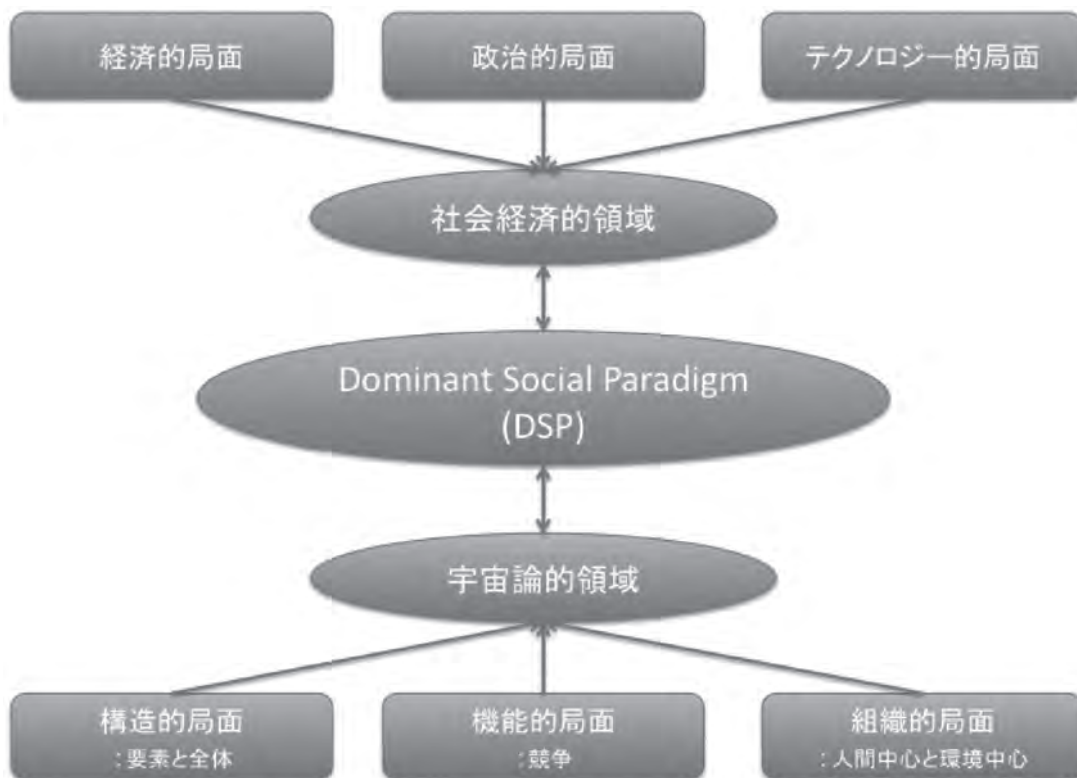 経済的局面
政治的局面
テクノロジー的局面
社会経済的領域
Dominant Social Paradigm
(DSP)
宇宙論的領域
構造的局面
:要素と全体
機能的局面
:競争
組織的局面
:人間中心と環境中心